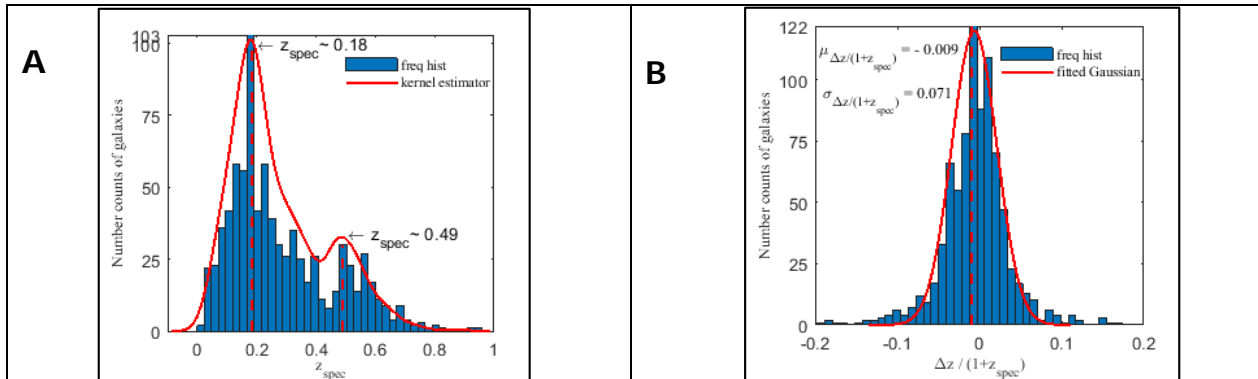 A
103
100
75
50
25
0
Number counts of galaxies
← z_spec ~ 0.18
freq hist
kernel estimator
← z_spec ~ 0.49
0 0.2 0.4 0.6 0.8 1
z_spec
B
122
100
75
50
25
0
Number counts of galaxies
μ Δz/(1+z_spec) = - 0.009
σ Δz/(1+z_spec) = 0.071
freq hist
fitted Gaussian
-0.2 -0.1 0 0.1 0.2
Δz / (1+z_spec)